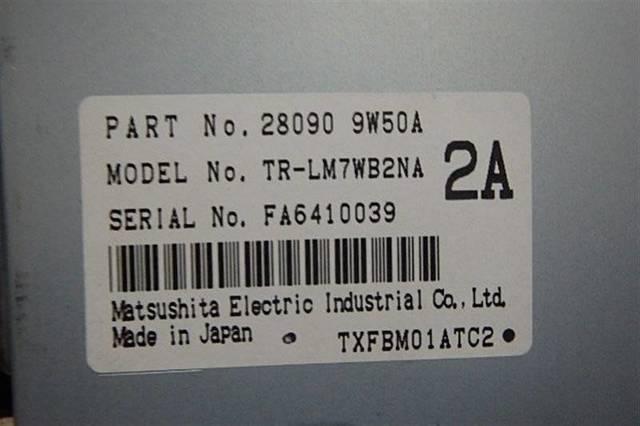 PART No. 28090 9W50A
MODEL No. TR-LM7WB2NA
2A
SERIAL No. FA6410039
Matsushita Electric Industrial Co., Ltd.
Made in Japan
TXFBM01ATC2